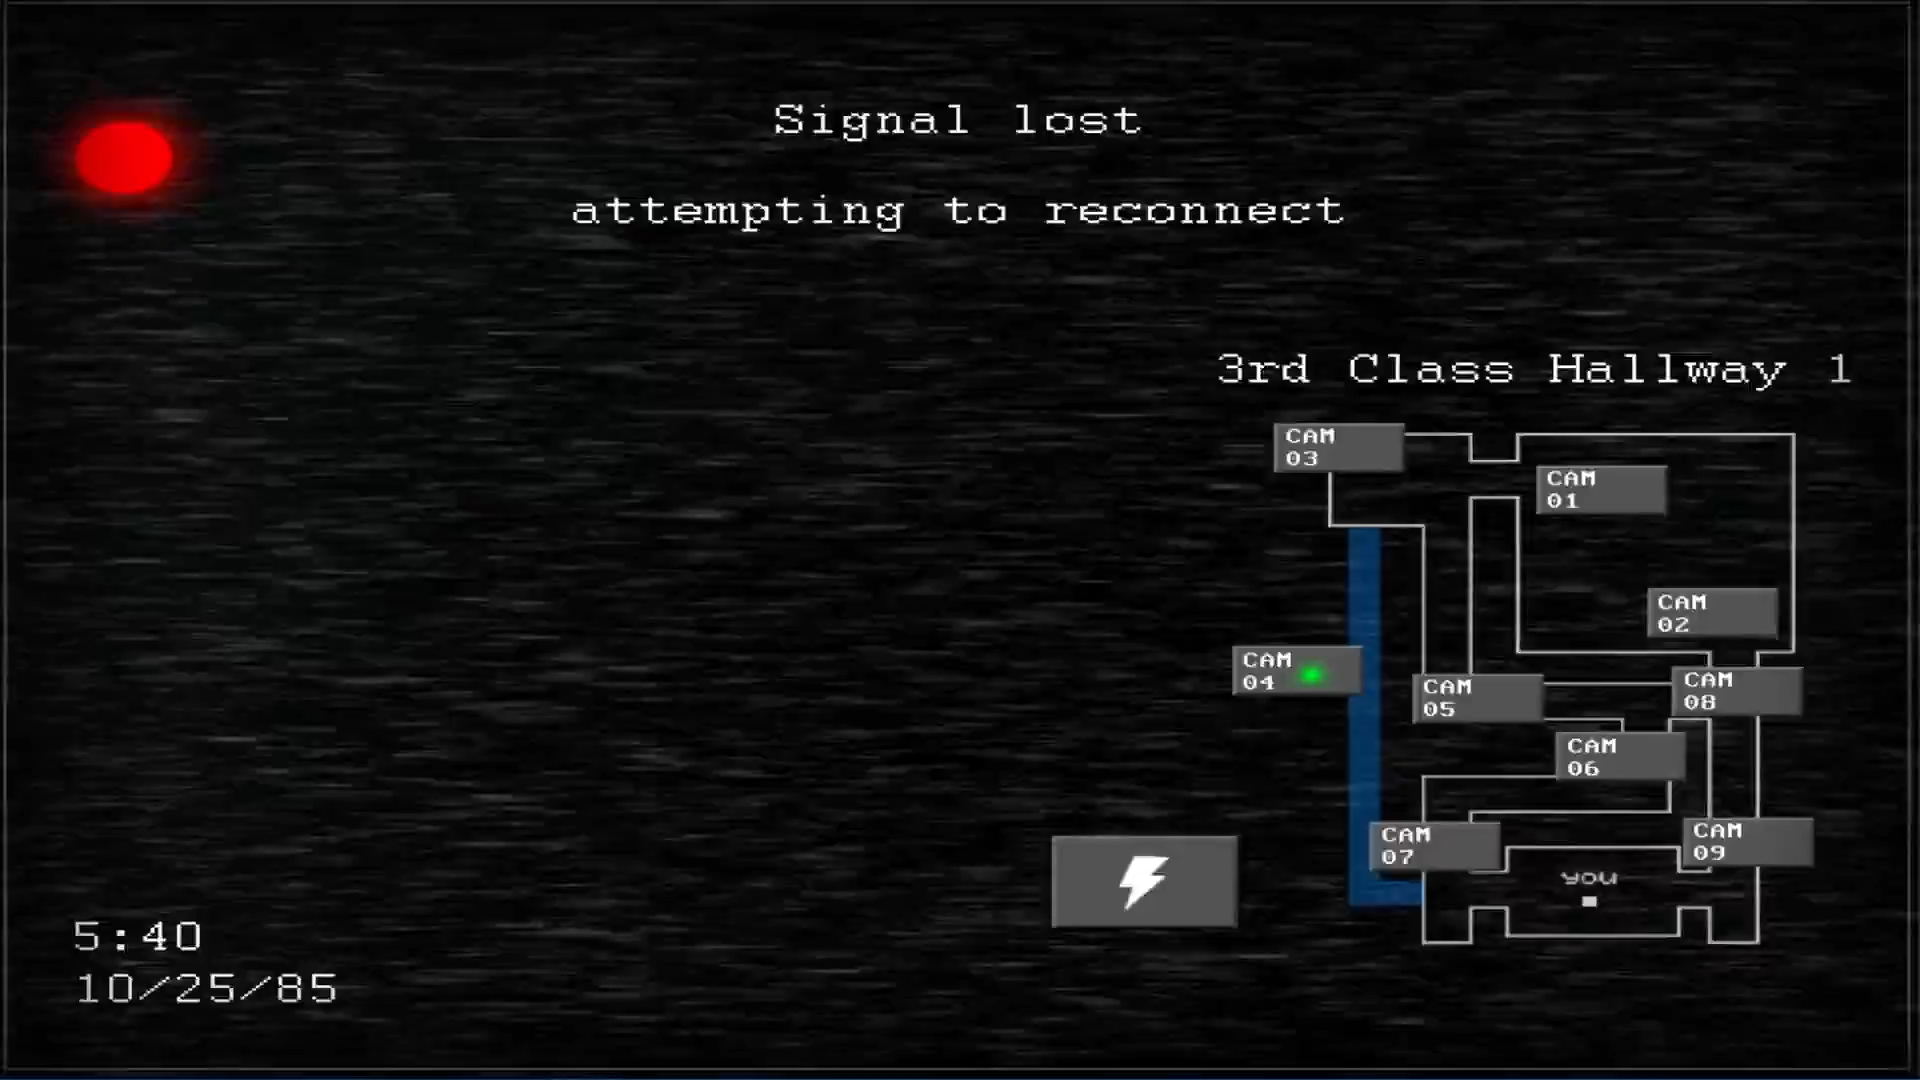 Signal lost
attempting to reconnect
3rd Class Hallway 1
CAM
03
CAM
01
CAM
02
CAM
04
CAM
05
CAM
08
CAM
06
CAM
07
CAM
09
you
5:40
10/25/85